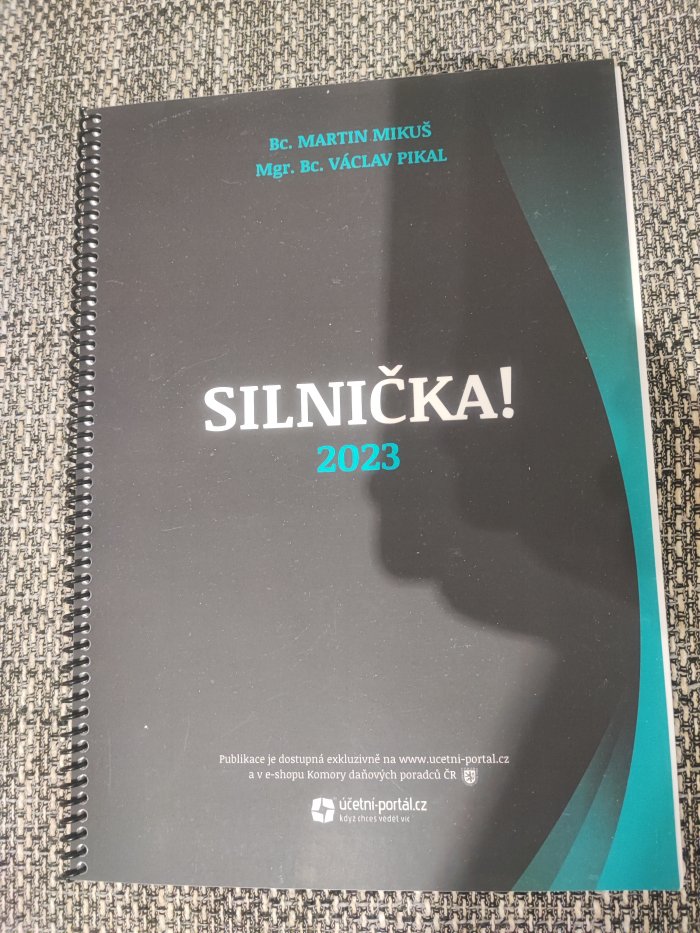 Bc. MARTIN MIKUŠ
Mgr. Bc. VÁCLAV PIKAL
SILNIČKA!
2023
Publikace je dostupná exkluzivně na www.ucetni-portal.cz
a v e-shopu Komory daňových poradců ČR
účetní-portál.cz
když chceš vědět víc